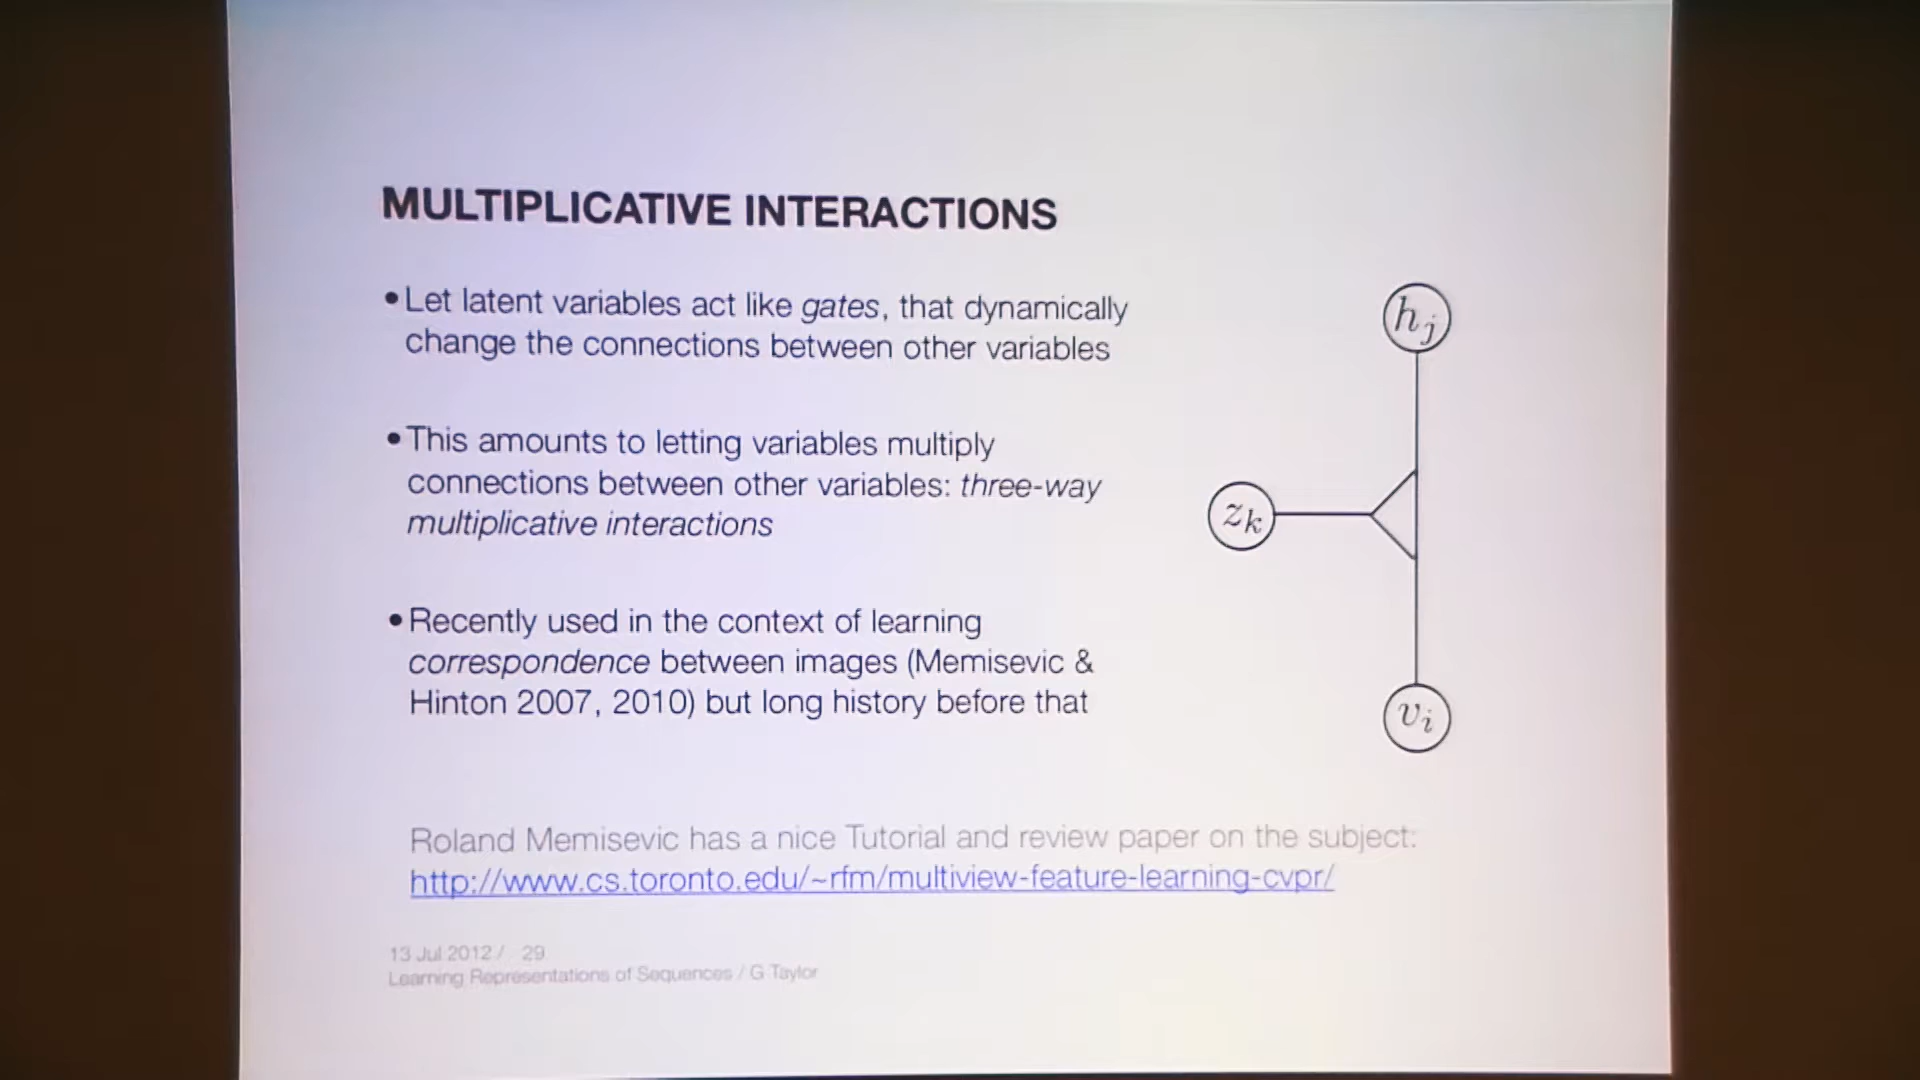 MULTIPLICATIVE INTERACTIONS
•Let latent variables act like gates, that dynamically
change the connections between other variables
•This amounts to letting variables multiply
connections between other variables: three-way
multiplicative interactions
•Recently used in the context of learning
correspondence between images (Memisevic &
Hinton 2007, 2010) but long history before that
h_j
z_k
v_i
Roland Memisevic has a nice Tutorial and review paper on the subject:
http://www.cs.toronto.edu/~rfm/multiview-feature-learning-cvpr/
13 Jul 2012 / 29
Learning Representations of Sequences / G Taylor